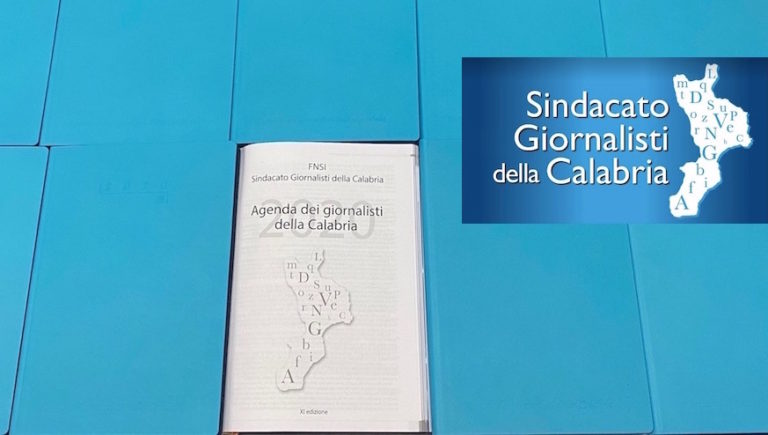 FNSI
Sindacato Giornalisti della Calabria
2020
Agenda dei giornalisti
della Calabria
XI edizione
Sindacato
Giornalisti
della Calabria